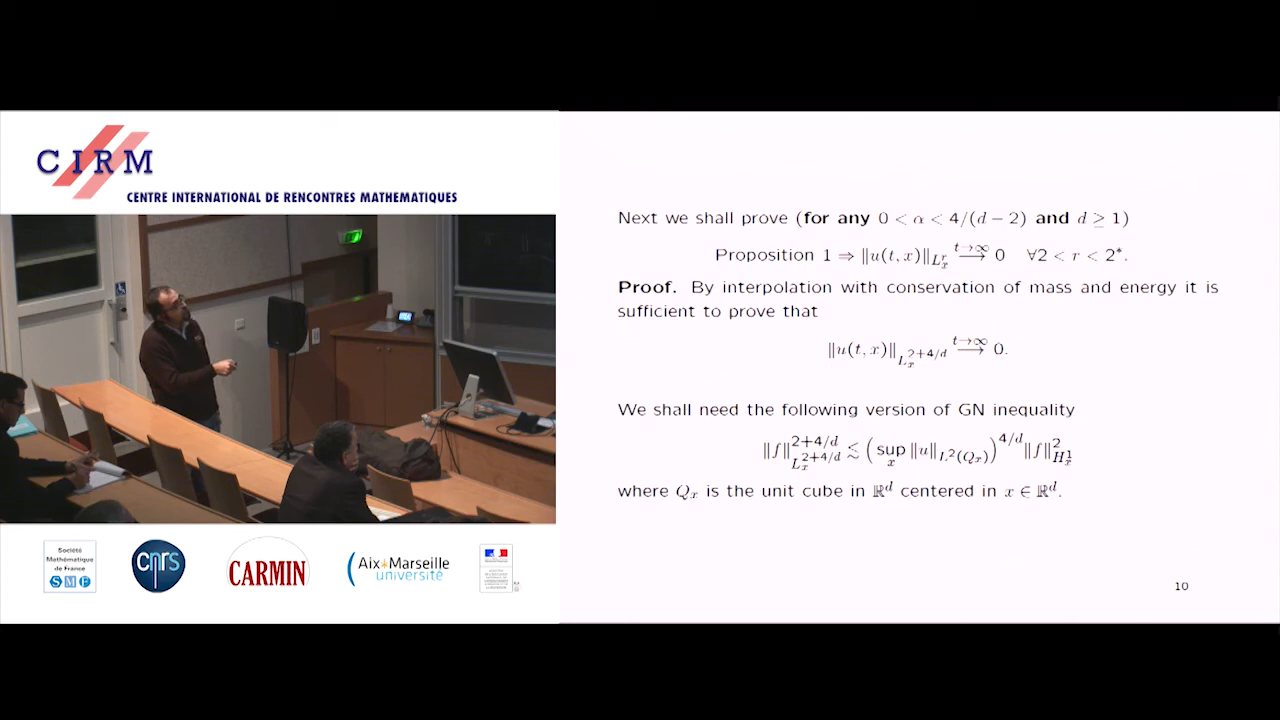 CIRM
CENTRE INTERNATIONAL DE RENCONTRES MATHEMATIQUES
Next we shall prove (for any 0 < α < 4/(d − 2) and d ≥ 1)
Proposition 1 ⇒ ‖u(t, x)‖_{L^r_x} \xrightarrow{t→∞} 0 ∀2 < r < 2*.
Proof. By interpolation with conservation of mass and energy it is
sufficient to prove that
‖u(t, x)‖_{L_x^{2+4/d}} \xrightarrow{t→∞} 0.
We shall need the following version of GN inequality
‖f‖^{2+4/d}_{L_x^{2+4/d}} ≲ (sup_x ‖u‖_{L^2(Q_x)})^{4/d} ‖f‖^2_{H^1_x}
where Q_x is the unit cube in ℝ^d centered in x ∈ ℝ^d.
10
Société
Mathématique
de France
SMF
cnrs
CARMIN
Aix*Marseille
université